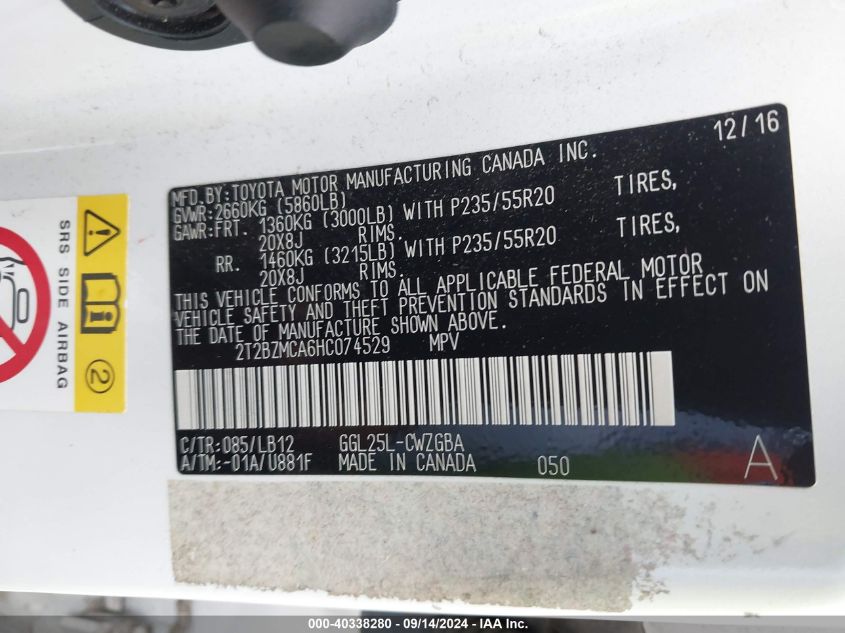 12/16
MFD.BY:TOYOTA MOTOR MANUFACTURING CANADA INC.
GVWR:2660KG (5860LB)
GAWR:FRT. 1360KG (3000LB) WITH P235/55R20 TIRES,
20X8J RIMS.
RR. 1460KG (3215LB) WITH P235/55R20 TIRES,
20X8J RIMS.
THIS VEHICLE CONFORMS TO ALL APPLICABLE FEDERAL MOTOR
VEHICLE SAFETY AND THEFT PREVENTION STANDARDS IN EFFECT ON
THE DATE OF MANUFACTURE SHOWN ABOVE.
2T2BZMCA6HC074529 MPV
C/TR:085/LB12 GGL25L-CWZGBA
A/TM:-01A/U881F MADE IN CANADA 050 A
SRS SIDE AIRBAG
2
000-40338280 - 09/14/2024 - IAA Inc.